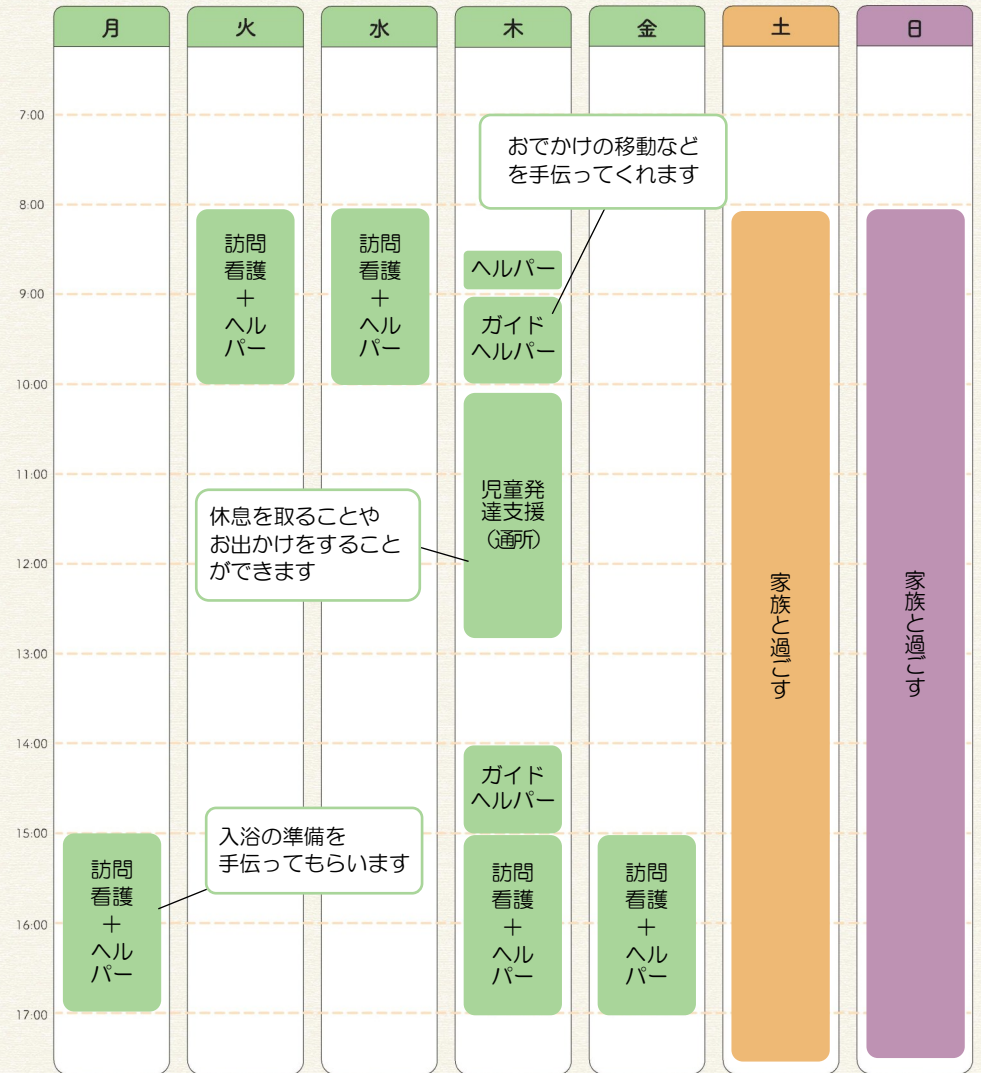 月
火
水
木
金
土
日
7:00
8:00
9:00
10:00
11:00
12:00
13:00
14:00
15:00
16:00
17:00
訪問
看護
＋
ヘル
パー
入浴の準備を
手伝ってもらいます
訪問
看護
＋
ヘル
パー
訪問
看護
＋
ヘル
パー
おでかけの移動など
を手伝ってくれます
ヘルパー
ガイド
ヘルパー
児童発
達支援
（通所）
休息を取ることや
お出かけをすること
ができます
ガイド
ヘルパー
訪問
看護
＋
ヘル
パー
訪問
看護
＋
ヘル
パー
家族と過ごす
家族と過ごす